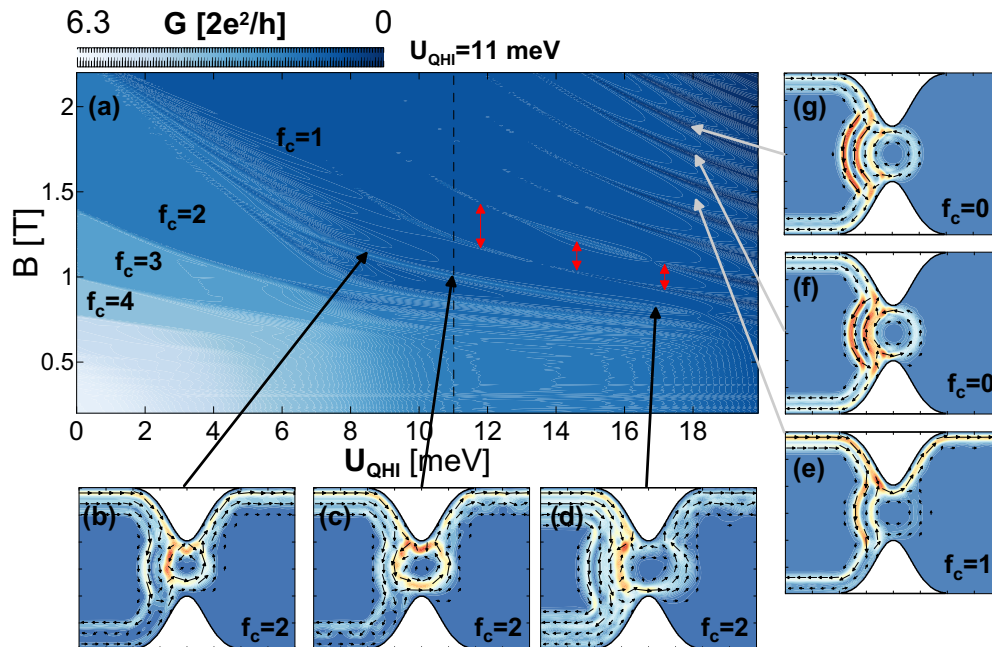 6.3 G [2e²/h] 0
U_QHI=11 meV
(a)
f_c=1
f_c=2
f_c=3
f_c=4
B [T]
2
1.5
1
0.5
0 2 4 6 8 10 12 14 16 18
U_QHI [meV]
(g)
f_c=0
(f)
f_c=0
(e)
f_c=1
(b)
f_c=2
(c)
f_c=2
(d)
f_c=2